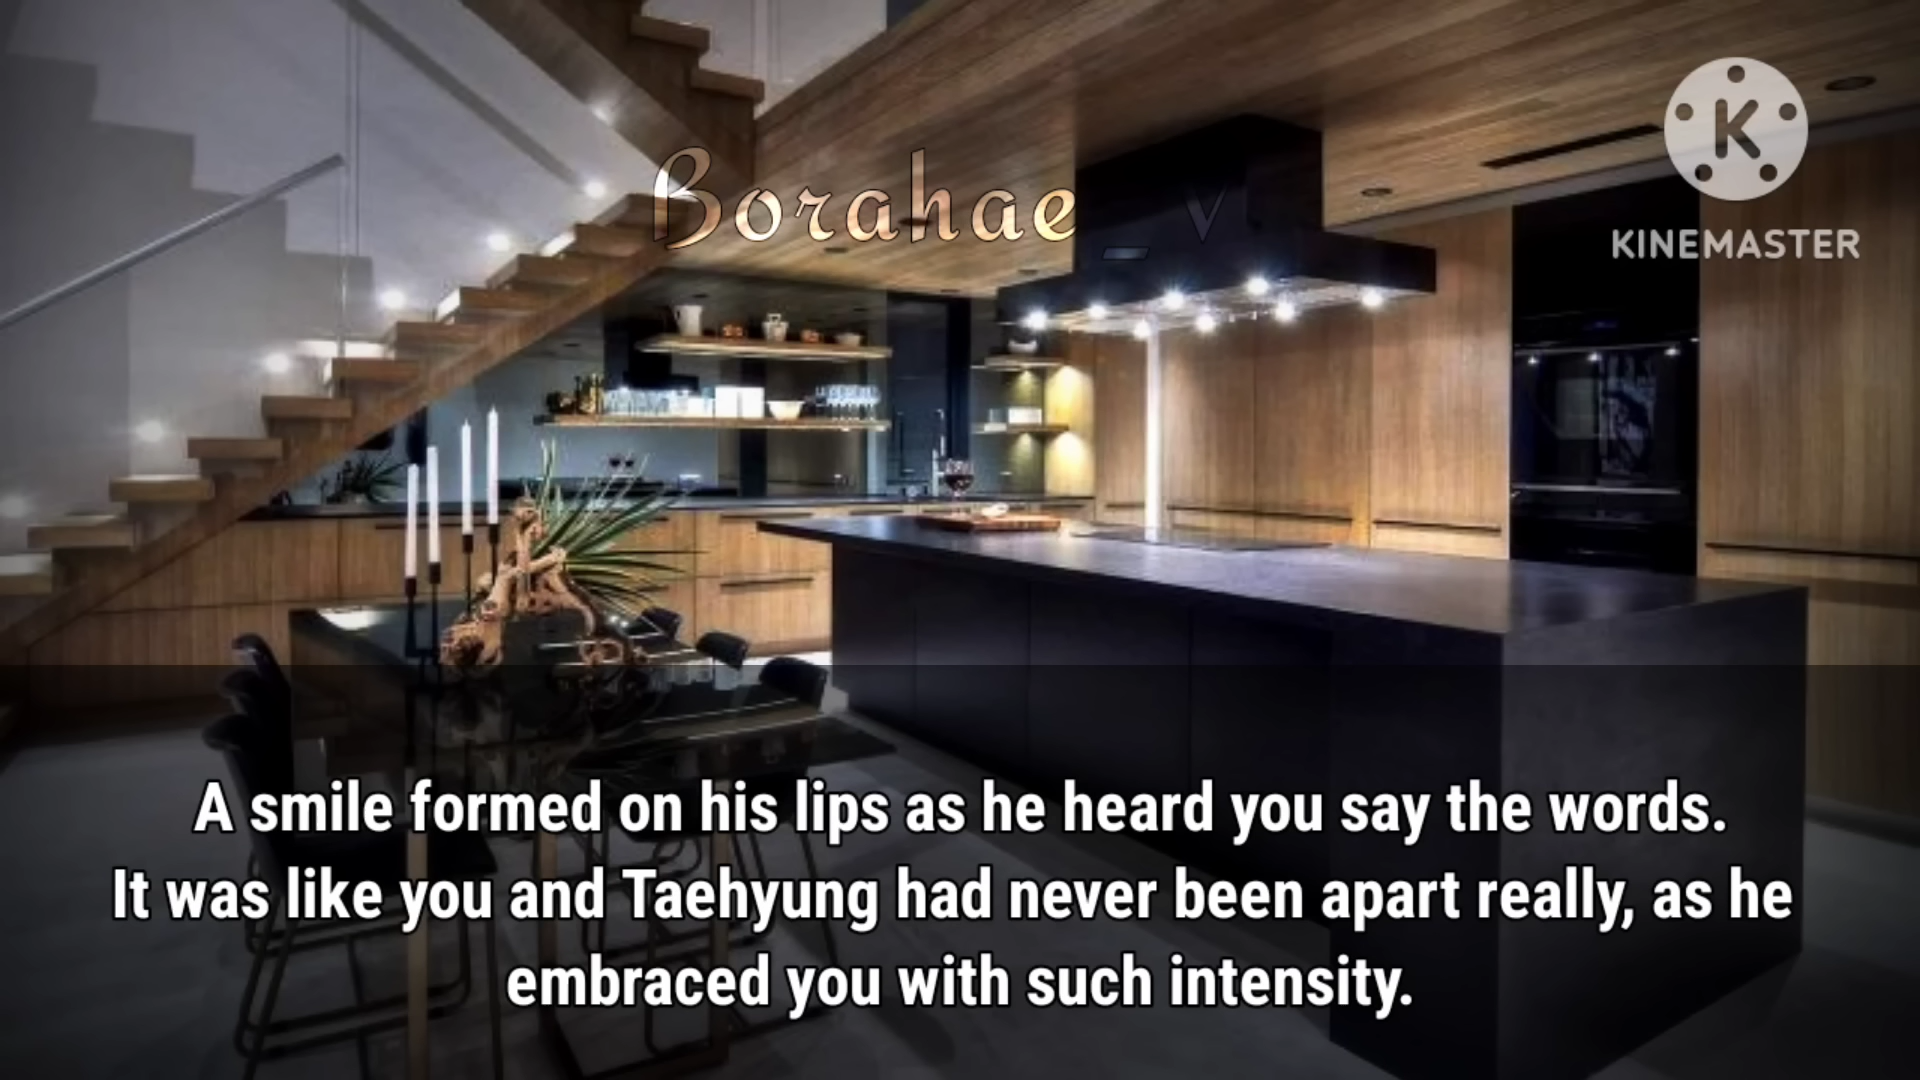 Borahae _ V
KINEMASTER
A smile formed on his lips as he heard you say the words.
It was like you and Taehyung had never been apart really, as he
embraced you with such intensity.